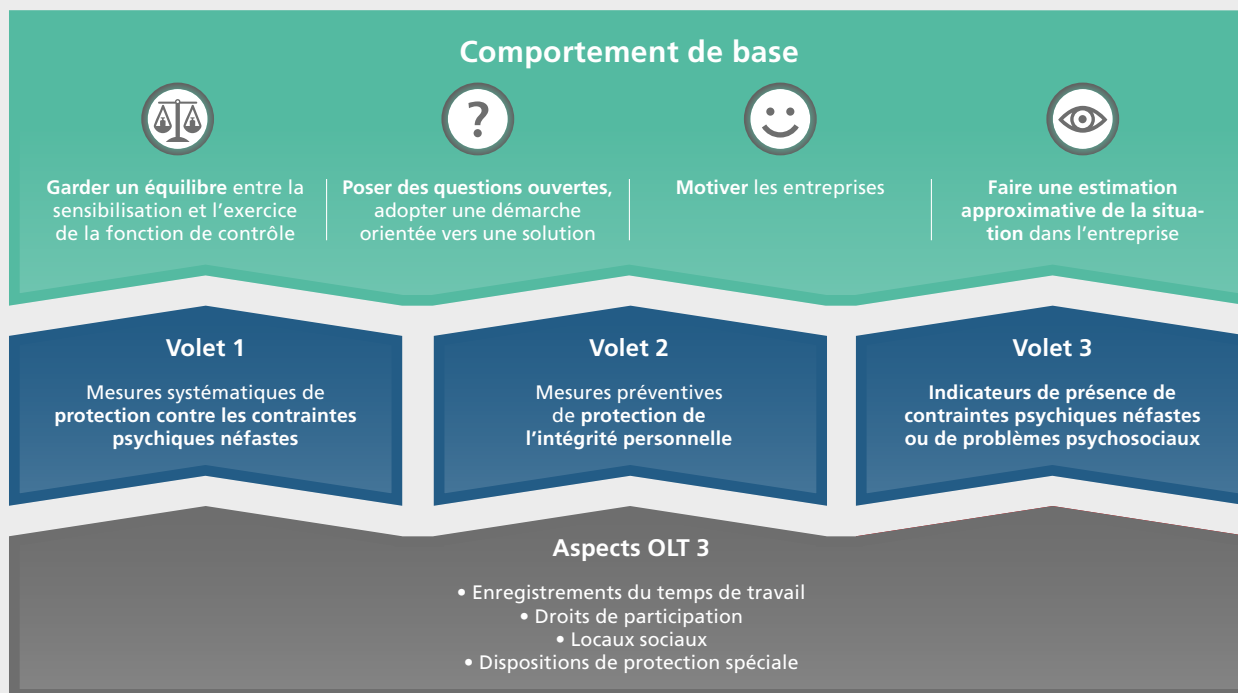 Comportement de base
?
Garder un équilibre entre la
sensibilisation et l'exercice
de la fonction de contrôle
Poser des questions ouvertes,
adopter une démarche
orientée vers une solution
Motiver les entreprises
Faire une estimation
approximative de la situa-
tion dans l'entreprise
Volet 1
Mesures systématiques de
protection contre les contraintes
psychiques néfastes
Volet 2
Mesures préventives
de protection de
l'intégrité personnelle
Volet 3
Indicateurs de présence de
contraintes psychiques néfastes
ou de problèmes psychosociaux
Aspects OLT 3
• Enregistrements du temps de travail
• Droits de participation
• Locaux sociaux
• Dispositions de protection spéciale